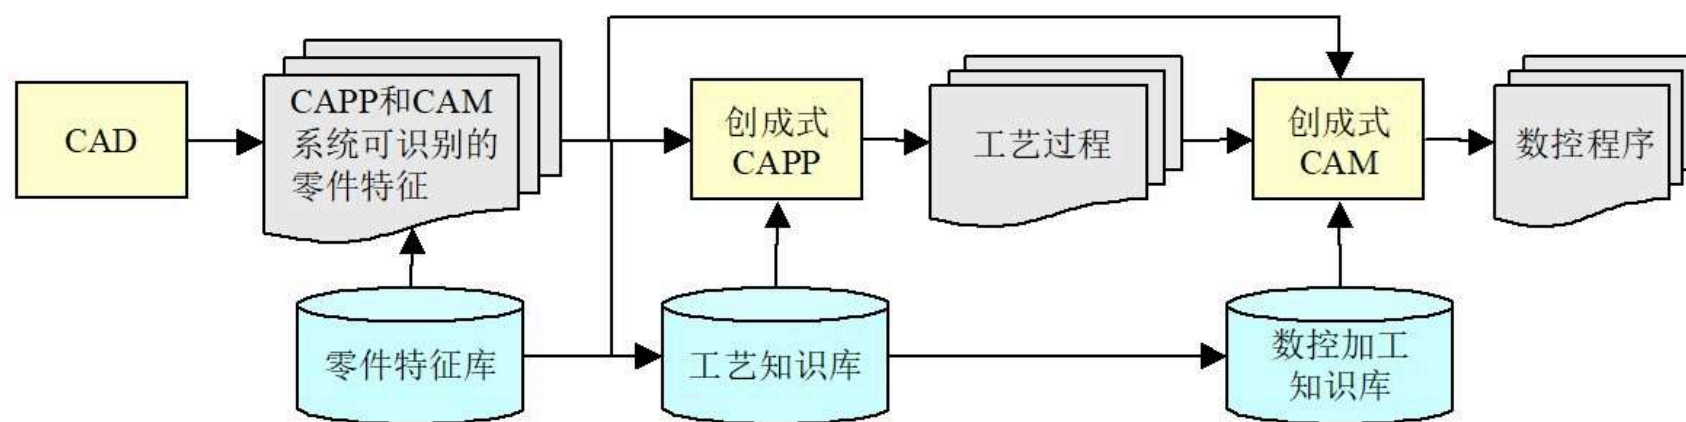 CAD
CAPP和CAM
系统可识别的
零件特征
创成式
CAPP
工艺过程
创成式
CAM
数控程序
零件特征库
工艺知识库
数控加工
知识库